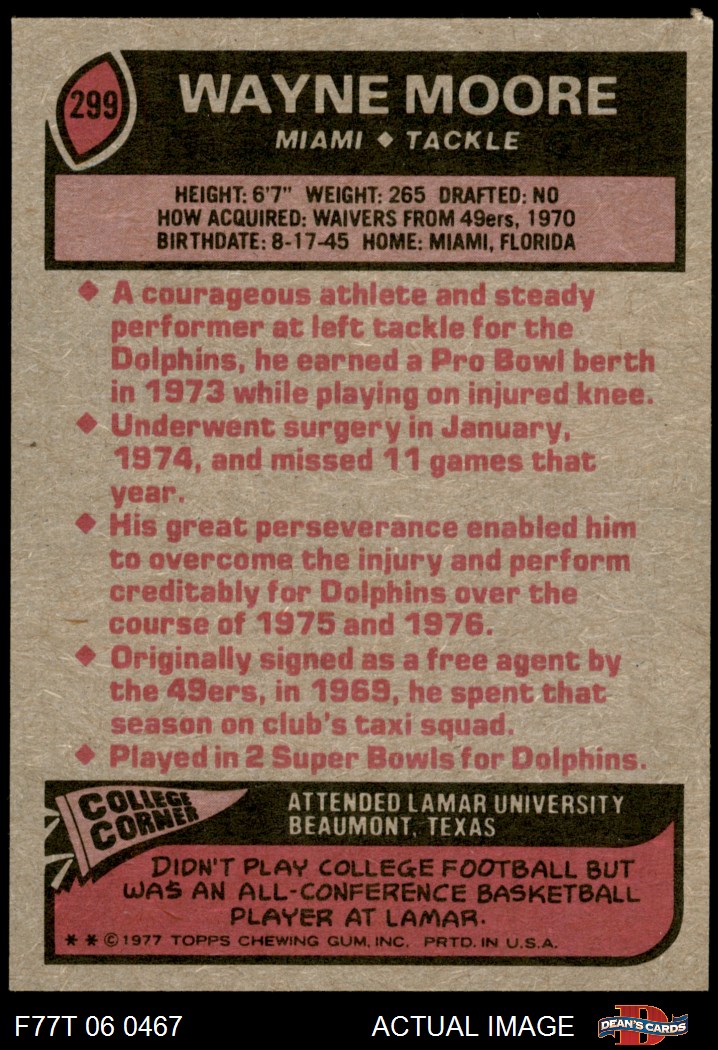 299
WAYNE MOORE
MIAMI ◆ TACKLE
HEIGHT: 6'7" WEIGHT: 265 DRAFTED: NO
HOW ACQUIRED: WAIVERS FROM 49ers, 1970
BIRTHDATE: 8-17-45 HOME: MIAMI, FLORIDA
◆ A courageous athlete and steady
performer at left tackle for the
Dolphins, he earned a Pro Bowl berth
in 1973 while playing on injured knee.
◆ Underwent surgery in January,
1974, and missed 11 games that
year.
◆ His great perseverance enabled him
to overcome the injury and perform
creditably for Dolphins over the
course of 1975 and 1976.
◆ Originally signed as a free agent by
the 49ers, in 1969, he spent that
season on club's taxi squad.
◆ Played in 2 Super Bowls for Dolphins.
COLLEGE
CORNER
ATTENDED LAMAR UNIVERSITY
BEAUMONT, TEXAS
DIDN'T PLAY COLLEGE FOOTBALL BUT
WAS AN ALL-CONFERENCE BASKETBALL
PLAYER AT LAMAR.
* * © 1977 TOPPS CHEWING GUM, INC. PRTD. IN U.S.A.
F77T 06 0467
ACTUAL IMAGE
D
DEAN'S CARDS